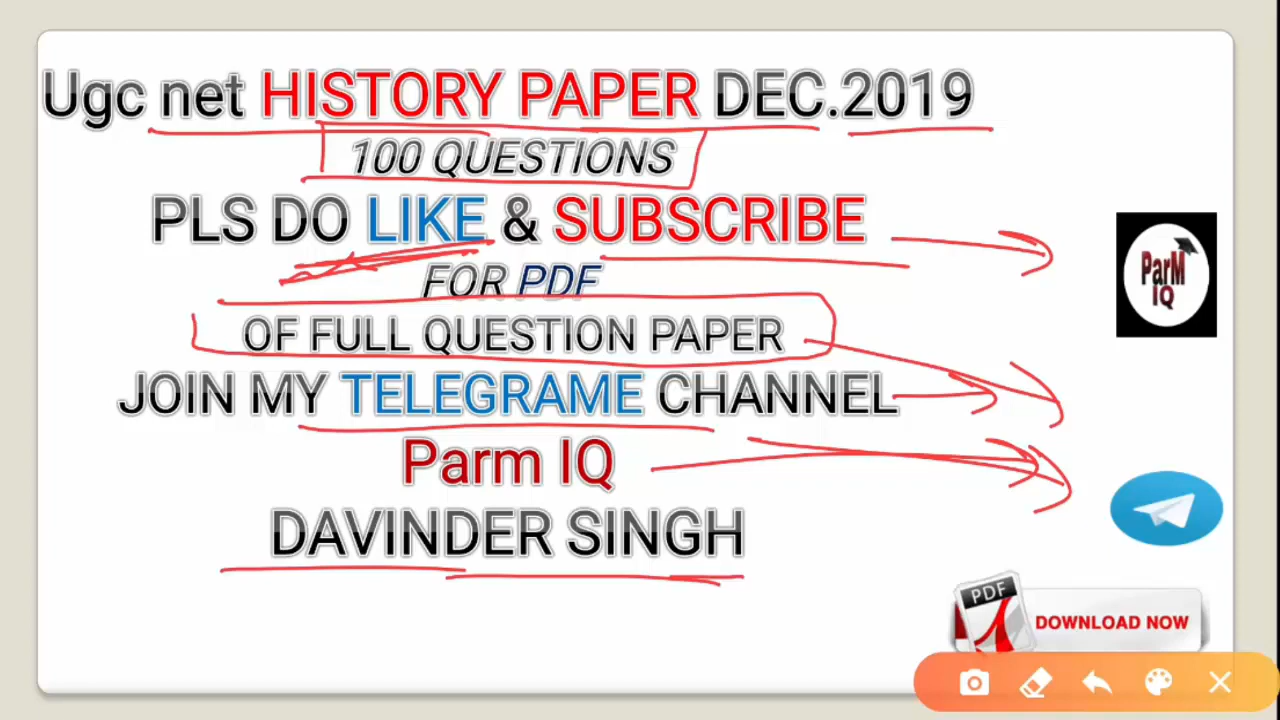 Ugc net HISTORY PAPER DEC.2019
100 QUESTIONS
PLS DO LIKE & SUBSCRIBE
FOR PDF
OF FULL QUESTION PAPER
JOIN MY TELEGRAME CHANNEL
Parm IQ
DAVINDER SINGH
ParM
IQ
PDF
DOWNLOAD NOW